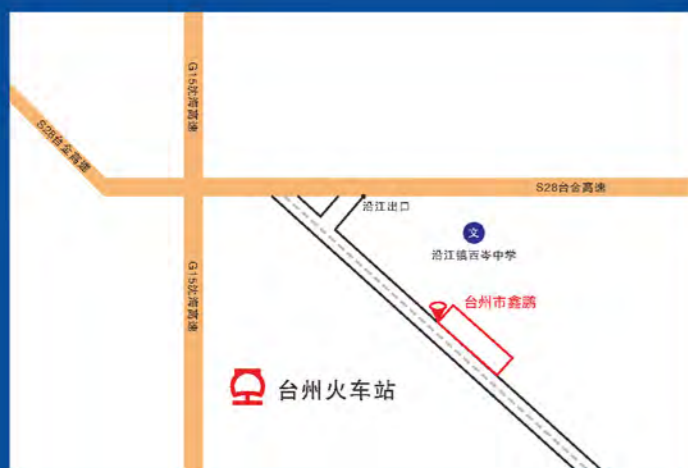 G15沈海高速
S28台金高速
S28台金高速
沿江出口
文
沿江镇百岑中学
G15沈海高速
台州市鑫鹏
台州火车站